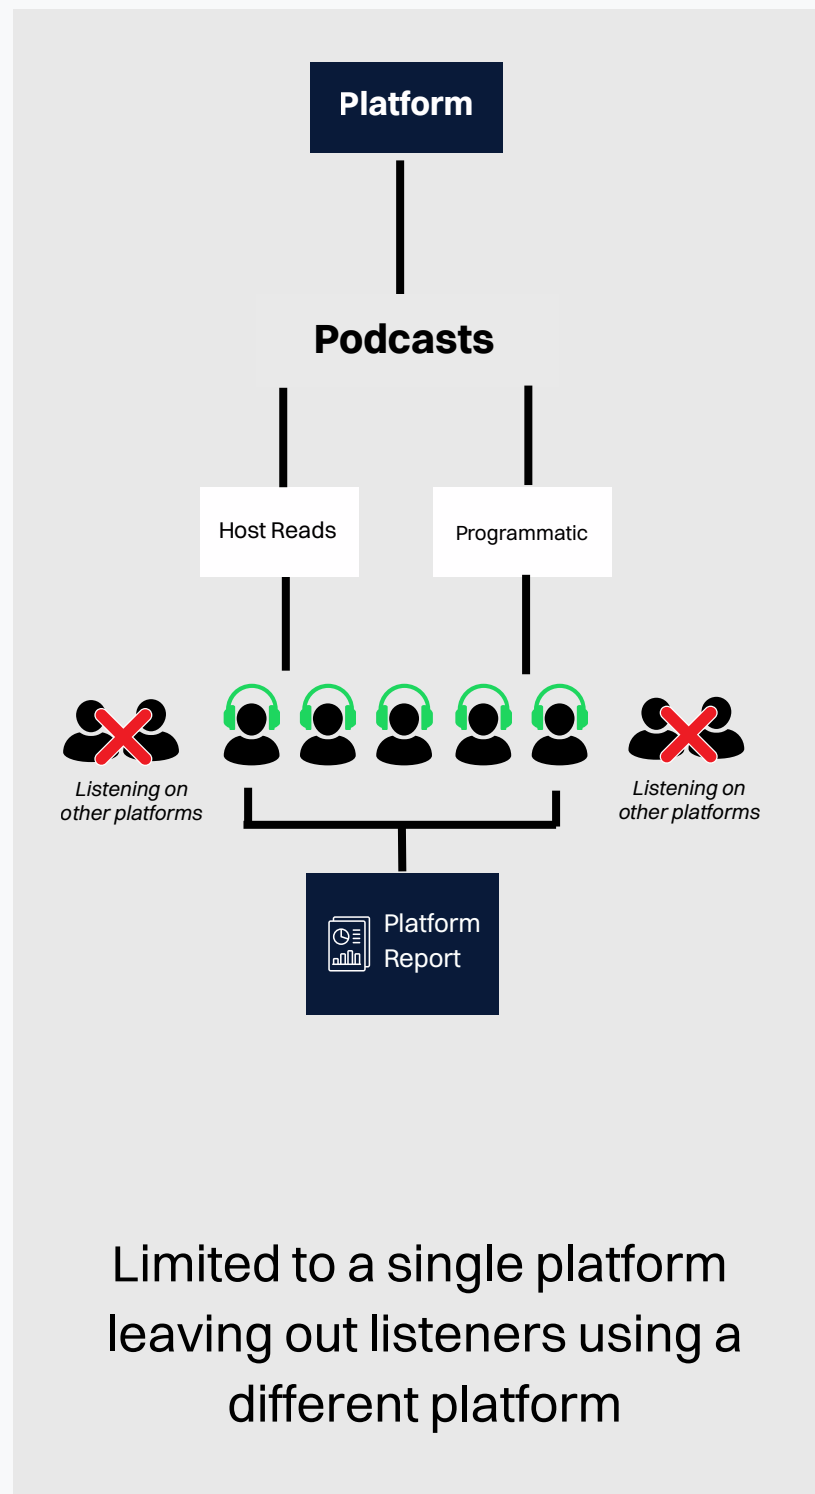 Platform
Podcasts
Host Reads
Programmatic
Listening on
other platforms
Listening on
other platforms
Platform
Report
Limited to a single platform
leaving out listeners using a
different platform